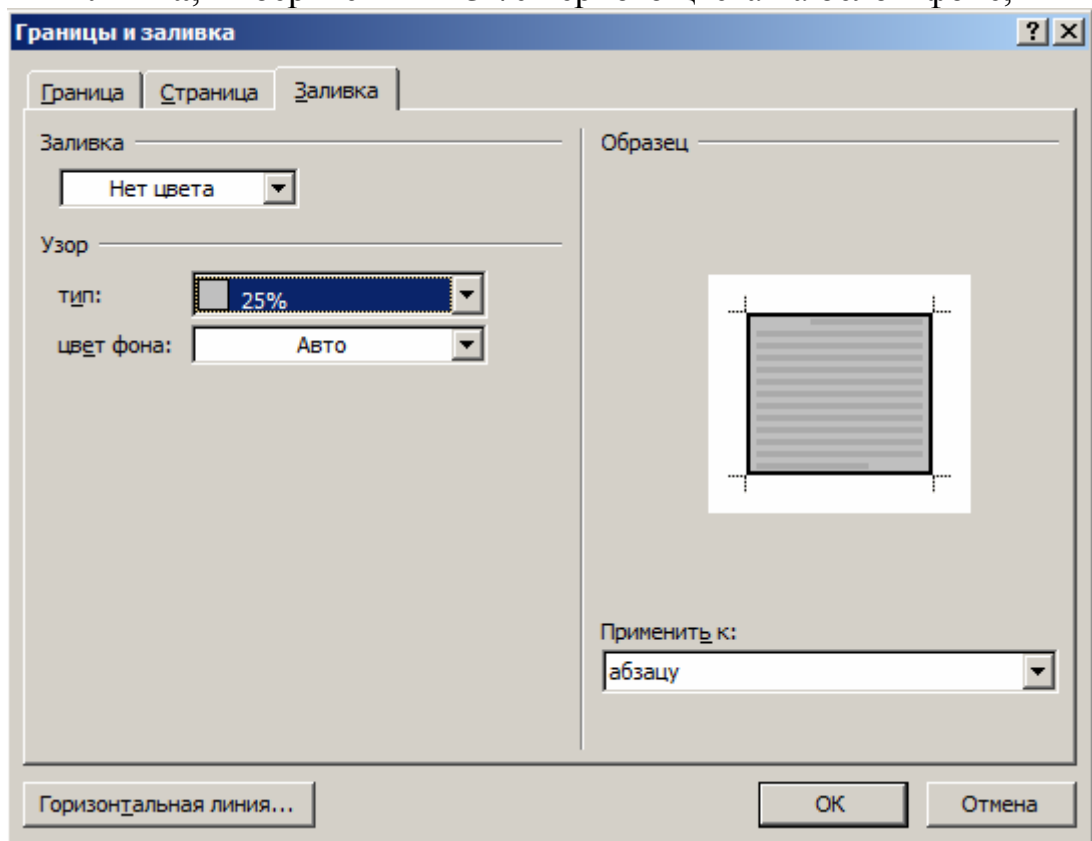 Границы и заливка
Граница Страница Заливка
Заливка
Нет цвета
Узор
тип: 25%
цвет фона: Авто
Образец
Применить к:
абзацу
Горизонтальная линия... ОК Отмена